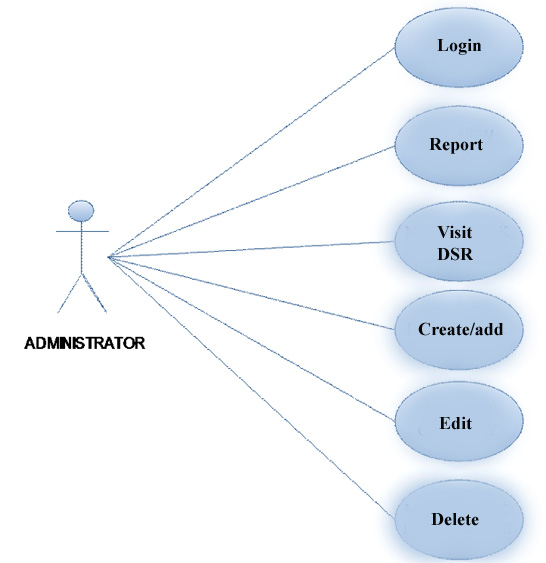 Login
Report
Visit
DSR
Create/add
Edit
Delete
ADMINISTRATOR